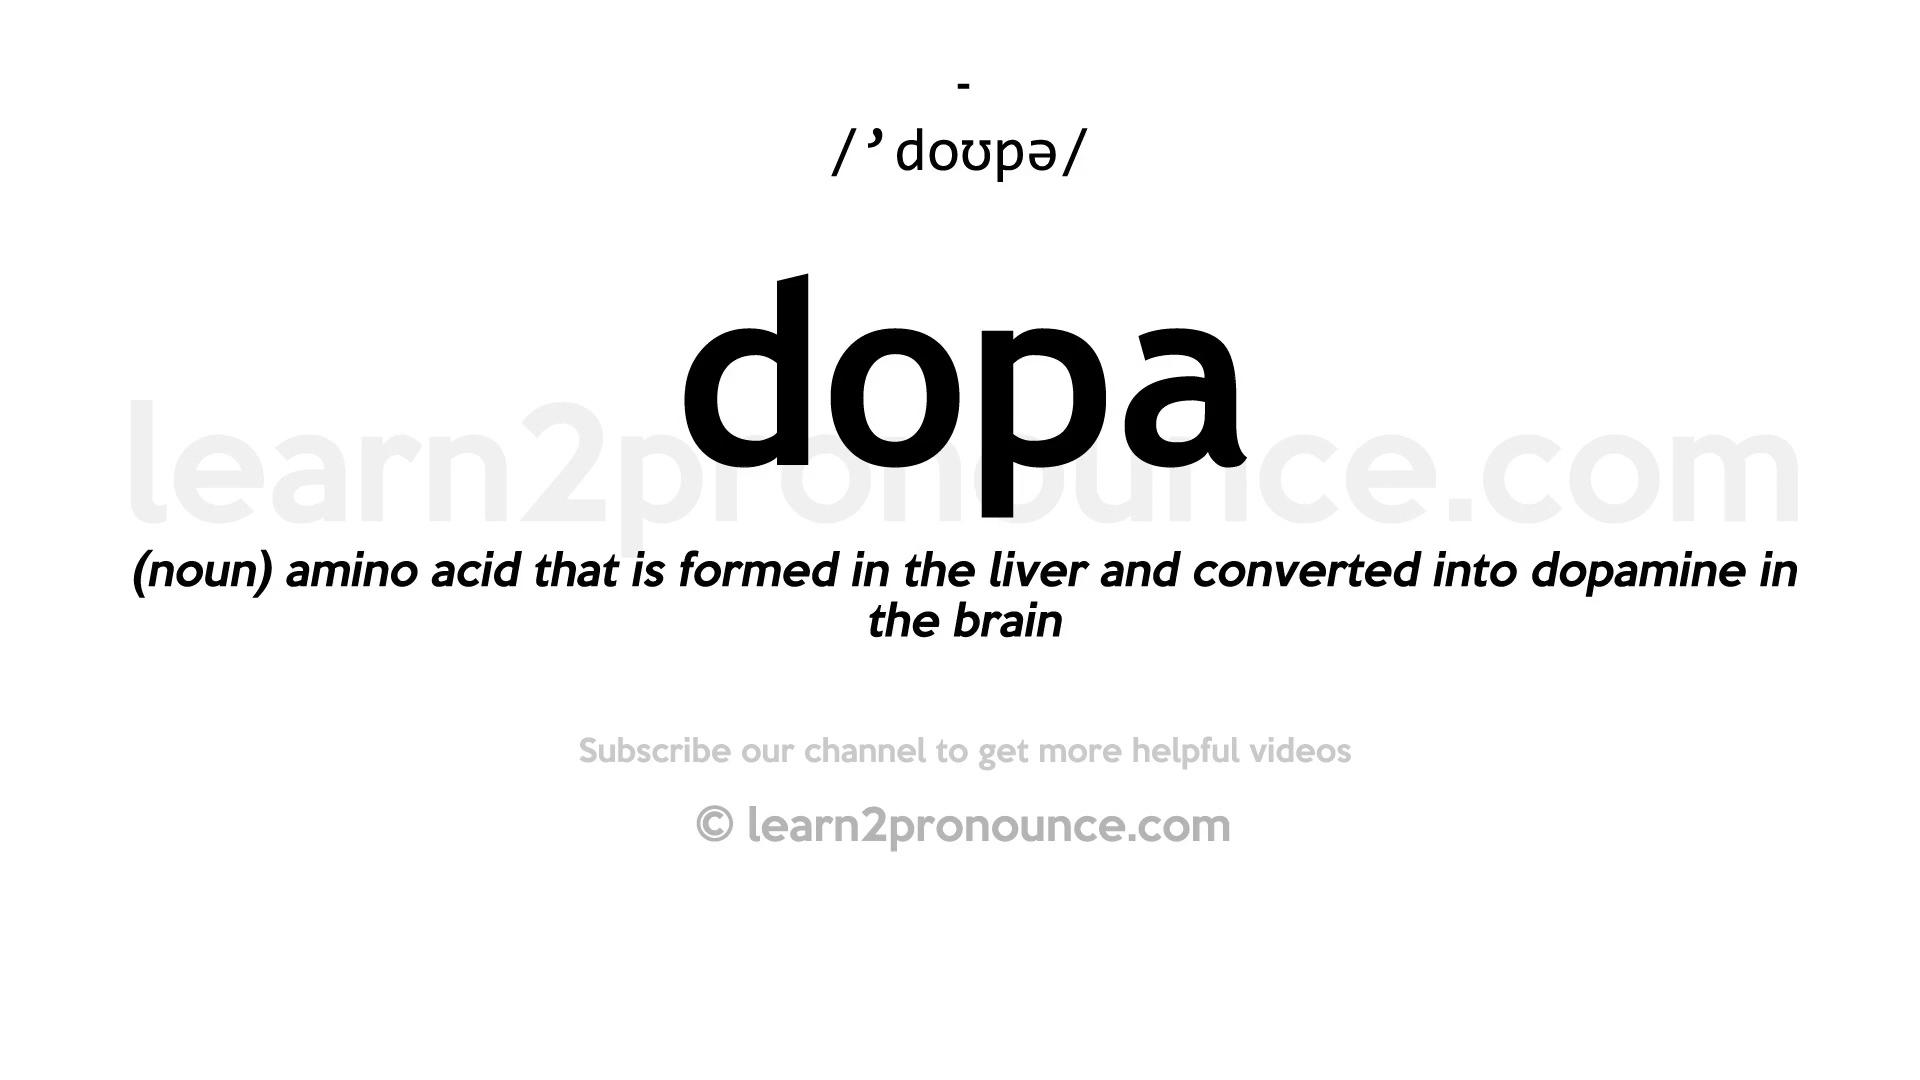 -
/’doʊpə/
dopa
learn2pronounce.com
(noun) amino acid that is formed in the liver and converted into dopamine in
the brain
Subscribe our channel to get more helpful videos
© learn2pronounce.com